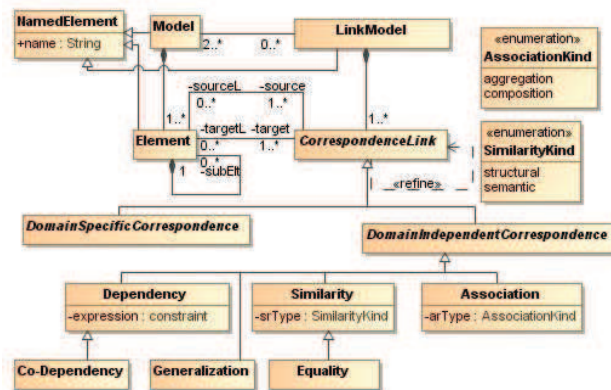 NamedElement
+name : String
Model
2..*
0..*
LinkModel
«enumeration»
AssociationKind
aggregation
composition
-sourceL
-source
0..*
1..*
1..*
1..*
-targetL
-target
Element
0..*
1..*
CorrespondenceLink
0..*
1
-subElt
«enumeration»
SimilarityKind
structural
semantic
«refine»
DomainSpecificCorrespondence
DomainIndependentCorrespondence
Dependency
-expression : constraint
Similarity
-srType : SimilarityKind
Association
-arType : AssociationKind
Co-Dependency
Generalization
Equality